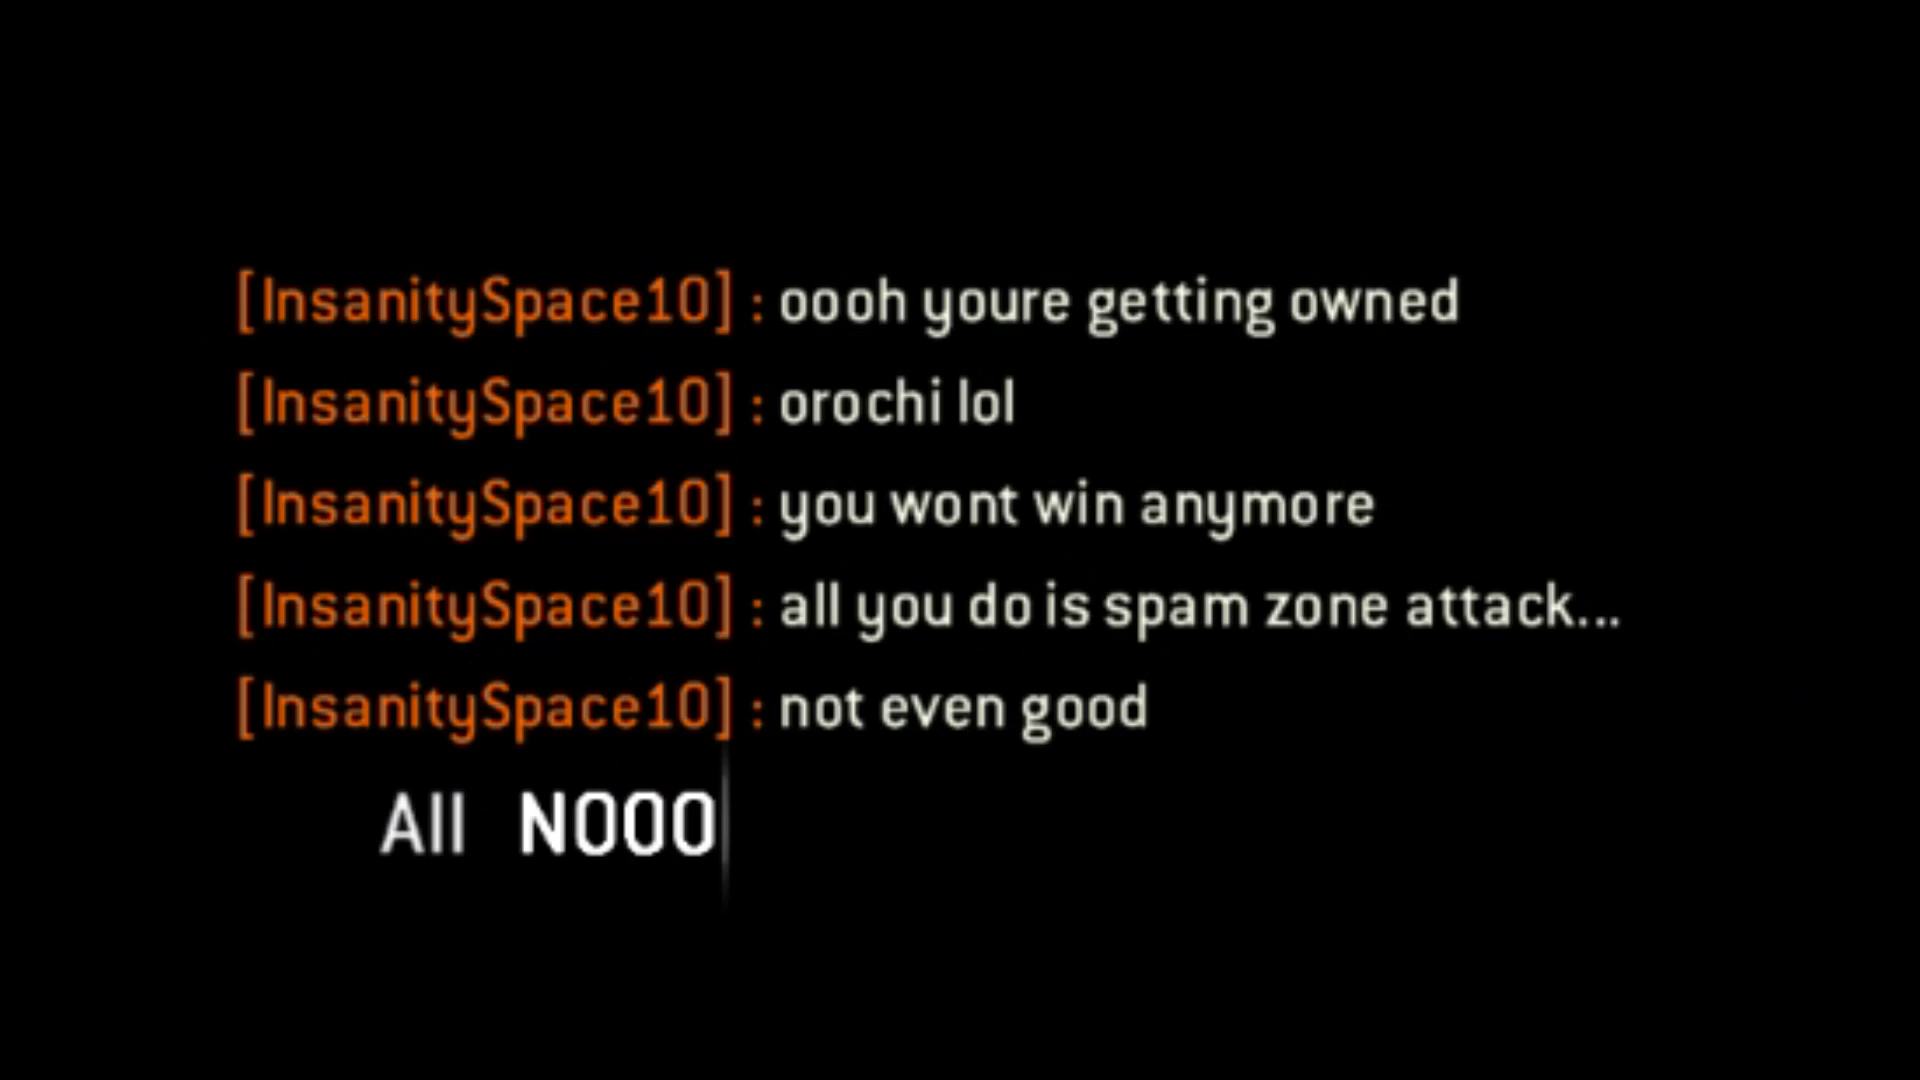 [InsanitySpace10] : oooh youre getting owned
[InsanitySpace10] : orochi lol
[InsanitySpace10] : you wont win anymore
[InsanitySpace10] : all you do is spam zone attack...
[InsanitySpace10] : not even good
All NOOO